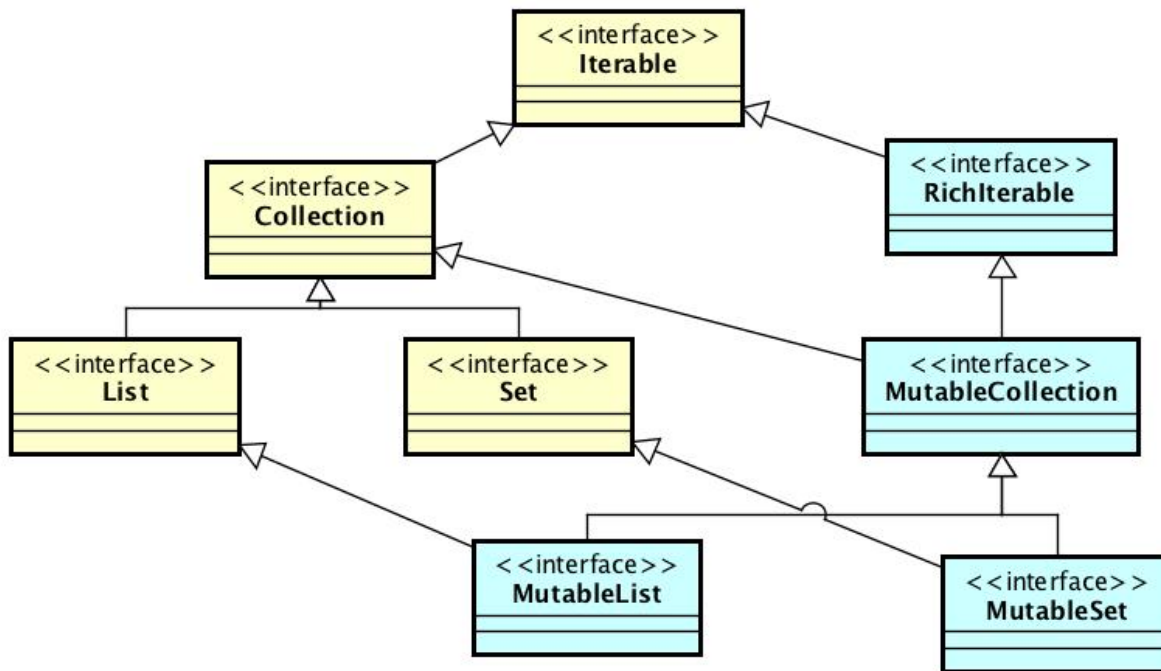 <<interface>>
Iterable
<<interface>>
Collection
<<interface>>
RichIterable
<<interface>>
List
<<interface>>
Set
<<interface>>
MutableCollection
<<interface>>
MutableList
<<interface>>
MutableSet